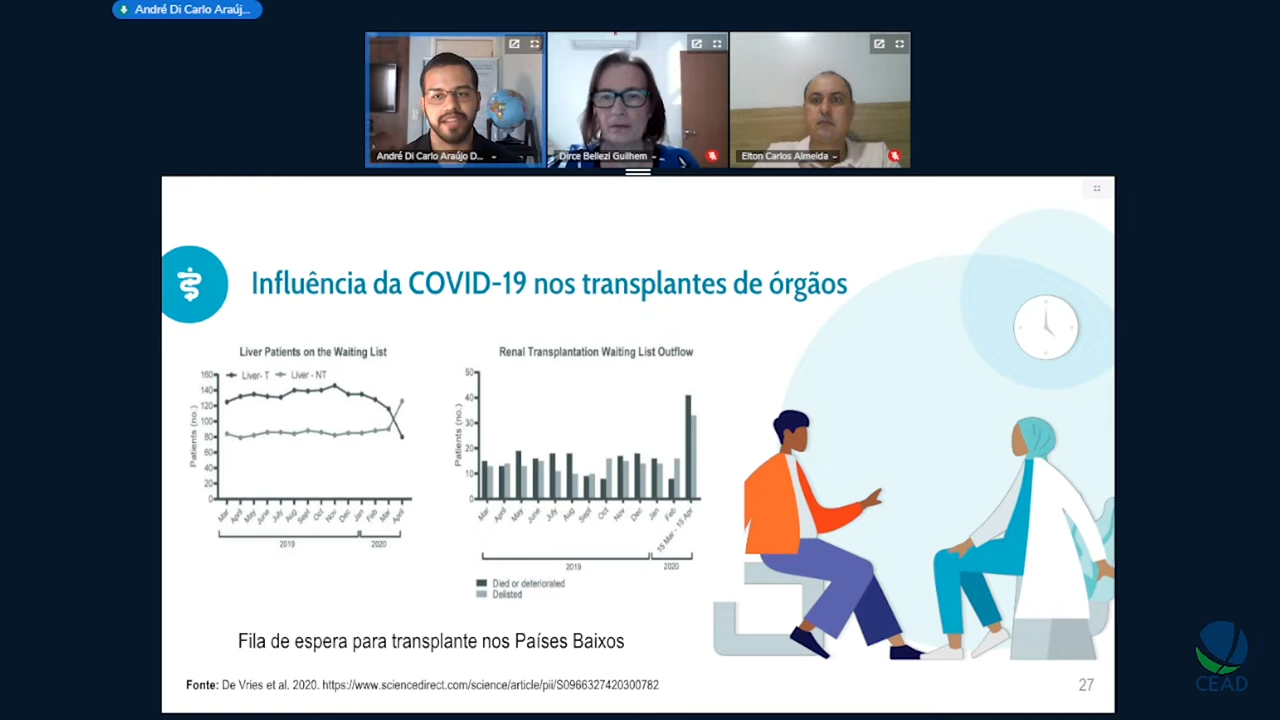 André Di Carlo Araúj...
André Di Carlo Araújo D...
Dirce Bellezi Guilhem
Elton Carlos Almeida
Influência da COVID-19 nos transplantes de órgãos
Liver Patients on the Waiting List
Liver- T
Liver - NT
Patients (no.)
160
140
120
100
80
60
40
20
0
Mar April May June July Aug Sept Oct Nov Dec Jan Feb Mar April
2019 2020
Renal Transplantation Waiting List Outflow
Patients (no.)
50
40
30
20
10
0
Mar April May June July Aug Sept Oct Nov Dec Jan Feb 15 Mar - 15 Apr
2019 2020
Died or deteriorated
Delisted
Fila de espera para transplante nos Países Baixos
Fonte: De Vries et al. 2020. https://www.sciencedirect.com/science/article/pii/S0966327420300782
27
CEAD